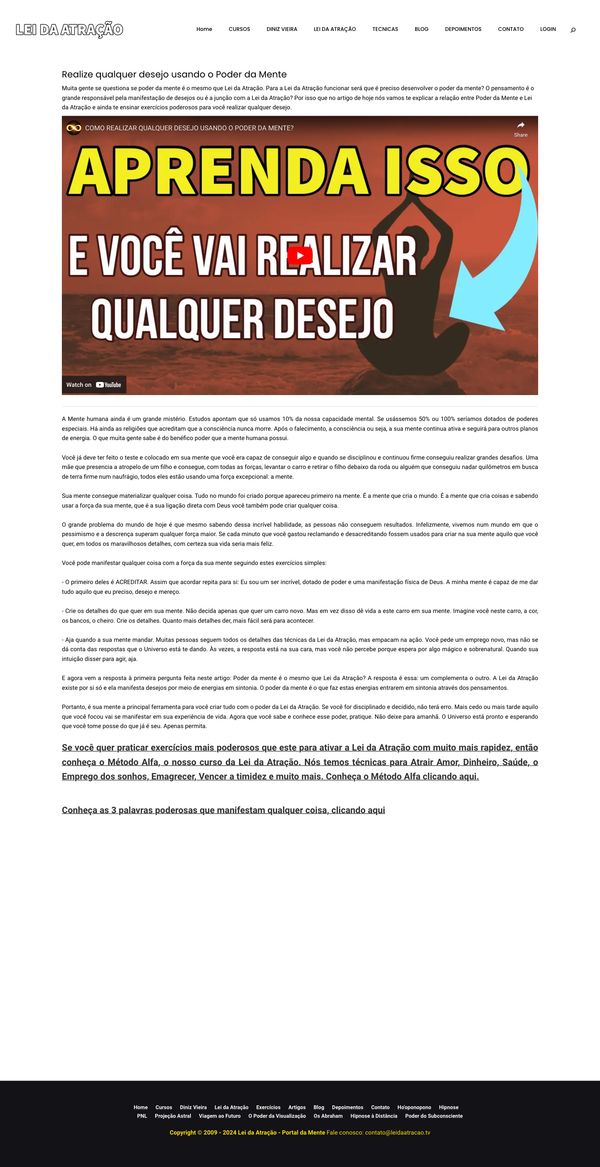 LEI DA ATRAÇÃO
Home CURSOS DINIZ VIEIRA LEI DA ATRAÇÃO TECNICAS BLOG DEPOIMENTOS CONTATO LOGIN
Realize qualquer desejo usando o Poder da Mente
Muita gente se questiona se poder da mente é o mesmo que Lei da Atração. Para a Lei da Atração funcionar será que é preciso desenvolver o poder da mente? O pensamento é o
grande responsável pela manifestação de desejos ou é a junção com a Lei da Atração? Por isso que no artigo de hoje nós vamos te explicar a relação entre Poder da Mente e Lei
da Atração e ainda te ensinar exercícios poderosos para você realizar qualquer desejo.
COMO REALIZAR QUALQUER DESEJO USANDO O PODER DA MENTE?
Share
APRENDA ISSO
E VOCÊ VAI REALIZAR
QUALQUER DESEJO
Watch on YouTube
A Mente humana ainda é um grande mistério. Estudos apontam que só usamos 10% da nossa capacidade mental. Se usássemos 50% ou 100% seríamos dotados de poderes
especiais. Há ainda as religiões que acreditam que a consciência nunca morre. Após o falecimento, a consciência ou seja, a sua mente continua ativa e seguirá para outros planos
de energia. O que muita gente sabe é do benéfico poder que a mente humana possui.
Você já deve ter feito o teste e colocado em sua mente que você era capaz de conseguir algo e quando se disciplinou e continuou firme conseguiu realizar grandes desafios. Uma
mãe que presencia a atropelo de um filho e consegue, com todas as forças, levantar o carro e retirar o filho debaixo da roda ou alguém que conseguiu nadar quilômetros em busca
de terra firme num naufrágio, todos eles estão usando uma força excepcional: a mente.
Sua mente consegue materializar qualquer coisa. Tudo no mundo foi criado porque apareceu primeiro na mente. É a mente que cria o mundo. É a mente que cria coisas e sabendo
usar a força da sua mente, que é a sua ligação direta com Deus você também pode criar qualquer coisa.
O grande problema do mundo de hoje é que mesmo sabendo dessa incrível habilidade, as pessoas não conseguem resultados. Infelizmente, vivemos num mundo em que o
pessimismo e a descrença superam qualquer força maior. Se cada minuto que você gastou reclamando e desacreditando fossem usados para criar na sua mente aquilo que você
quer, em todos os maravilhosos detalhes, com certeza sua vida seria mais feliz.
Você pode manifestar qualquer coisa com a força da sua mente seguindo estes exercícios simples:
- O primeiro deles é ACREDITAR. Assim que acordar repita para si: Eu sou um ser incrível, dotado de poder e uma manifestação física de Deus. A minha mente é capaz de me dar
tudo aquilo que eu preciso, desejo e mereço.
- Crie os detalhes do que quer em sua mente. Não decida apenas que quer um carro novo. Mas em vez disso dê vida a este carro em sua mente. Imagine você neste carro, a cor,
os bancos, o cheiro. Crie os detalhes. Quanto mais detalhes der, mais fácil será para acontecer.
- Aja quando a sua mente mandar. Muitas pessoas seguem todos os detalhes das técnicas da Lei da Atração, mas empacam na ação. Você pede um emprego novo, mas não se
dá conta das respostas que o Universo está te dando. Às vezes, a resposta está na sua cara, mas você não percebe porque espera por algo mágico e sobrenatural. Quando sua
intuição disser para agir, aja.
E agora vem a resposta à primeira pergunta feita neste artigo: Poder da mente é o mesmo que Lei da Atração? A resposta é essa: um complementa o outro. A Lei da Atração
existe por si só e ela manifesta desejos por meio de energias em sintonia. O poder da mente é o que faz estas energias entrarem em sintonia através dos pensamentos.
Portanto, é sua mente a principal ferramenta para você criar tudo com o poder da Lei da Atração. Se você for disciplinado e decidido, não terá erro. Mais cedo ou mais tarde aquilo
que você focou vai se manifestar em sua experiência de vida. Agora que você sabe e conhece esse poder, pratique. Não deixe para amanhã. O Universo está pronto e esperando
que você tome posse do que já é seu. Apenas permita.
Se você quer praticar exercícios mais poderosos que este para ativar a Lei da Atração com muito mais rapidez, então
conheça o Método Alfa, o nosso curso da Lei da Atração. Nós temos técnicas para Atrair Amor, Dinheiro, Saúde, o
Emprego dos sonhos, Emagrecer, Vencer a timidez e muito mais. Conheça o Método Alfa clicando aqui.
Conheça as 3 palavras poderosas que manifestam qualquer coisa, clicando aqui
Home Cursos Diniz Vieira Lei da Atração Exercícios Artigos Blog Depoimentos Contato Ho'oponopono Hipnose
PNL Projeção Astral Viagem ao Futuro O Poder da Visualização Os Abraham Hipnose à Distância Poder do Subconsciente
Copyright © 2009 - 2024 Lei da Atração - Portal da Mente Fale conosco: contato@leidaatracao.tv